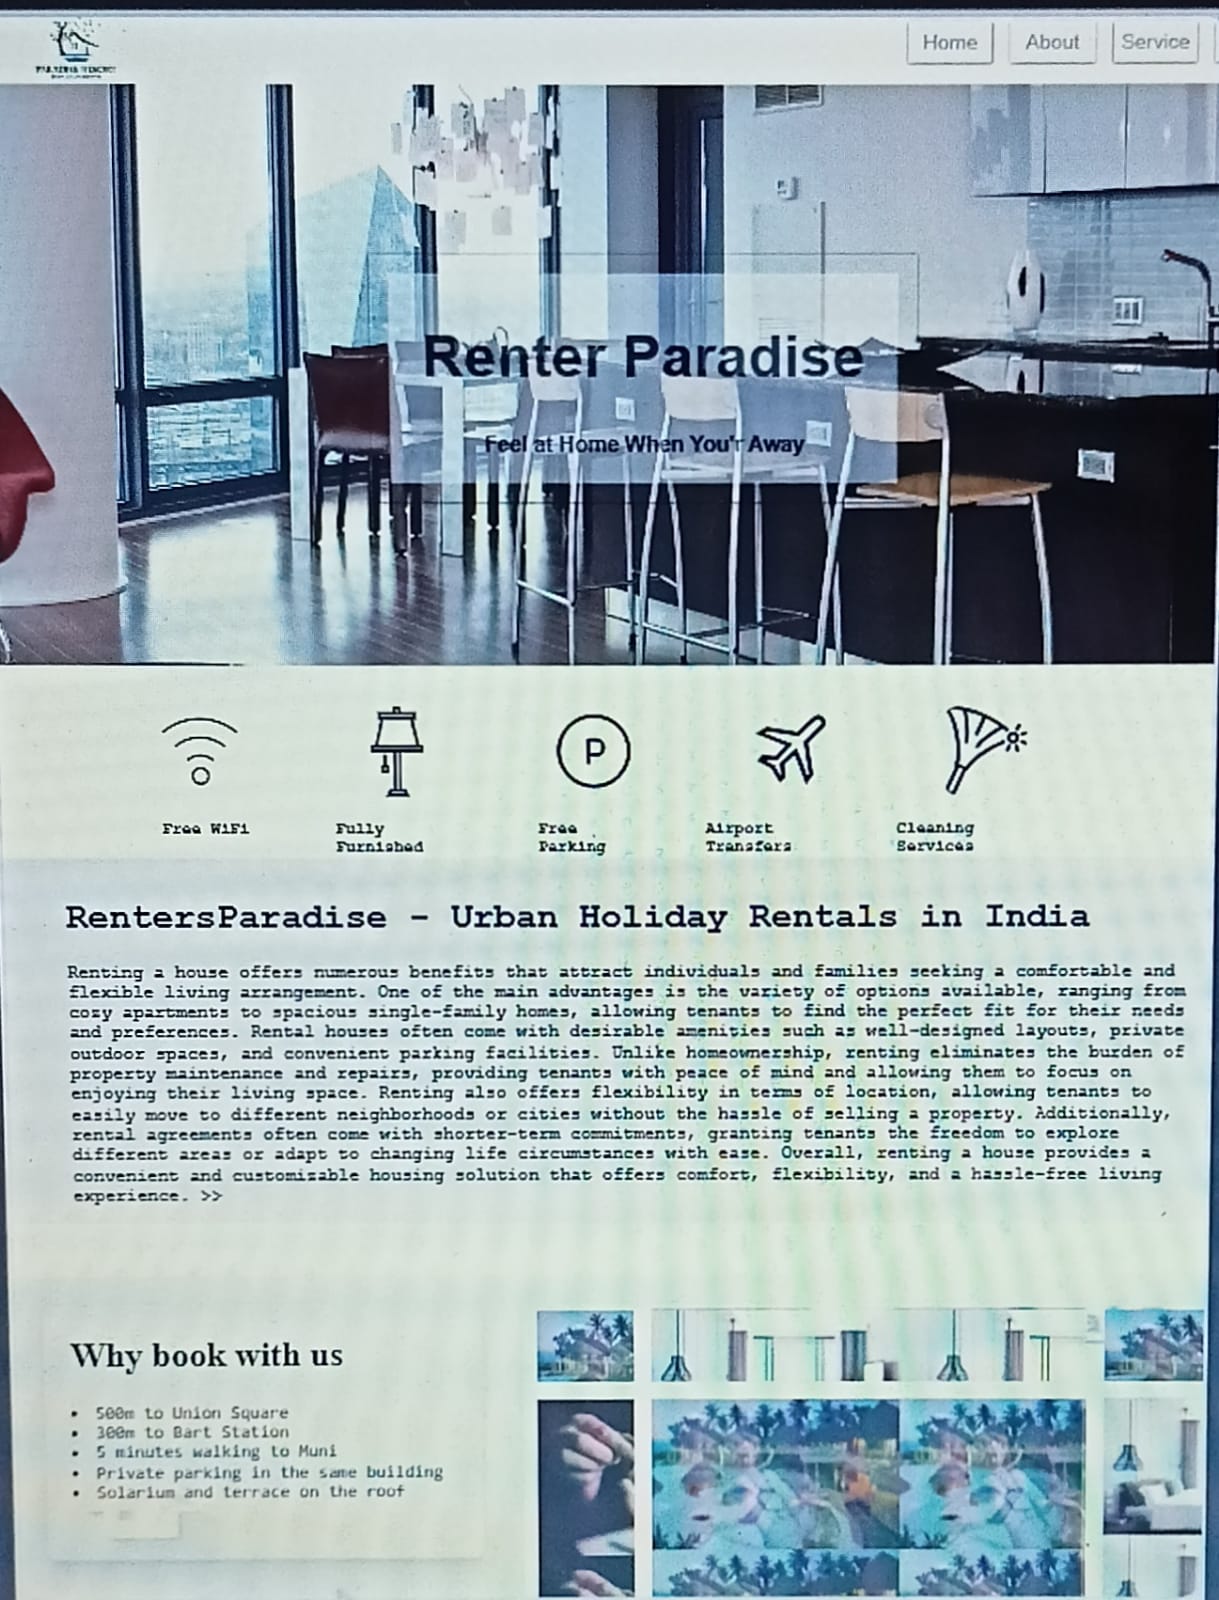 Home
About
Service
Renter Paradise
Feel at Home When You'r Away
P
Free WiFi
Fully
Furnished
Free
Parking
Airport
Transfers
Cleaning
Services
RentersParadise - Urban Holiday Rentals in India
Renting a house offers numerous benefits that attract individuals and families seeking a comfortable and
flexible living arrangement. One of the main advantages is the variety of options available, ranging from
cozy apartments to spacious single-family homes, allowing tenants to find the perfect fit for their needs
and preferences. Rental houses often come with desirable amenities such as well-designed layouts, private
outdoor spaces, and convenient parking facilities. Unlike homeownership, renting eliminates the burden of
property maintenance and repairs, providing tenants with peace of mind and allowing them to focus on
enjoying their living space. Renting also offers flexibility in terms of location, allowing tenants to
easily move to different neighborhoods or cities without the hassle of selling a property. Additionally,
rental agreements often come with shorter-term commitments, granting tenants the freedom to explore
different areas or adapt to changing life circumstances with ease. Overall, renting a house provides a
convenient and customizable housing solution that offers comfort, flexibility, and a hassle-free living
experience. >>
Why book with us
• 500m to Union Square
• 300m to Bart Station
• 5 minutes walking to Muni
• Private parking in the same building
• Solarium and terrace on the roof